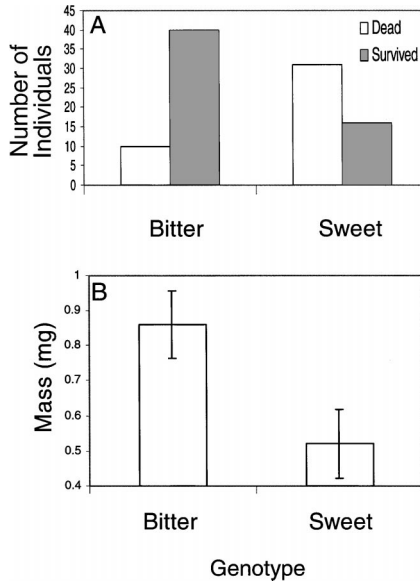 A
Dead
Survived
Number of
Individuals
45
40
35
30
25
20
15
10
5
0
Bitter Sweet
B
Mass (mg)
1
0.9
0.8
0.7
0.6
0.5
0.4
Bitter Sweet
Genotype